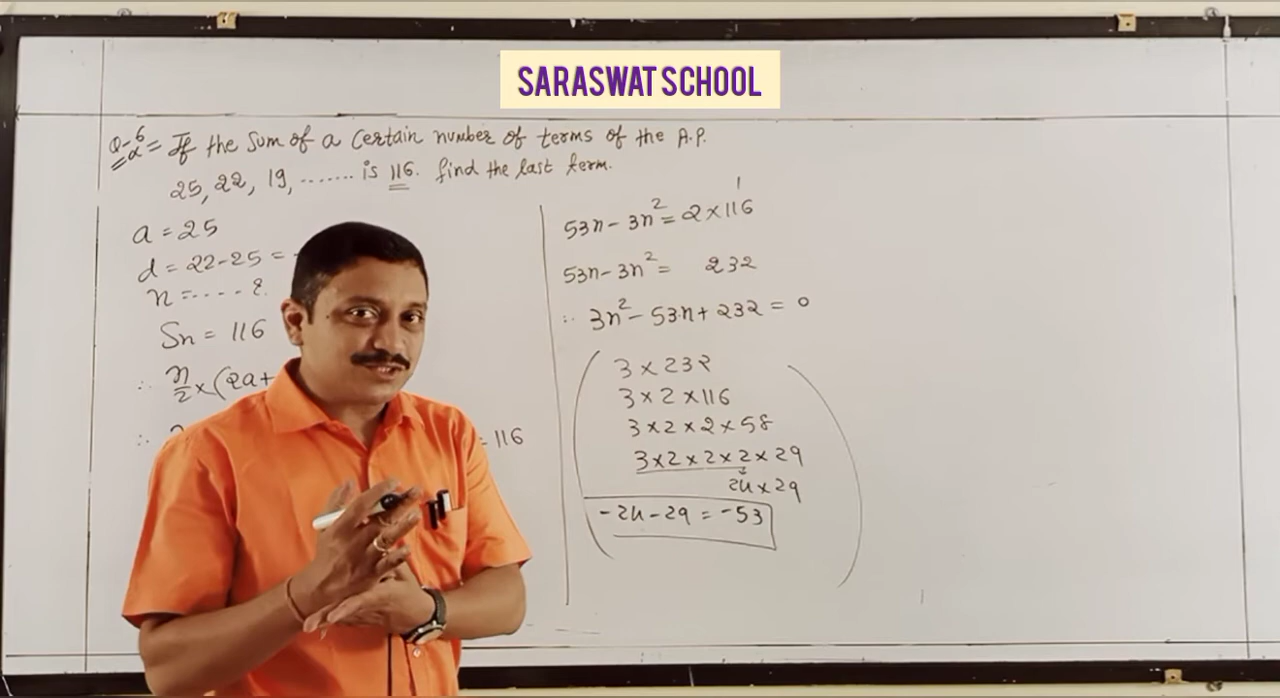 SARASWAT SCHOOL
Q-6 = If the sum of a certain number of terms of the A.P.
25, 22, 19, ....... is 116. find the last term.
a = 25
d = 22-25 =
n = ---- ?
Sn = 116
∴ n/2 × (2a+
∴
= 116
53n - 3n² = 2×116
53n - 3n² = 232
∴ 3n² - 53n + 232 = 0
3 × 232
3 × 2 × 116
3 × 2 × 2 × 58
3 × 2 × 2 × 2 × 29
24 × 29
-24 - 29 = -53